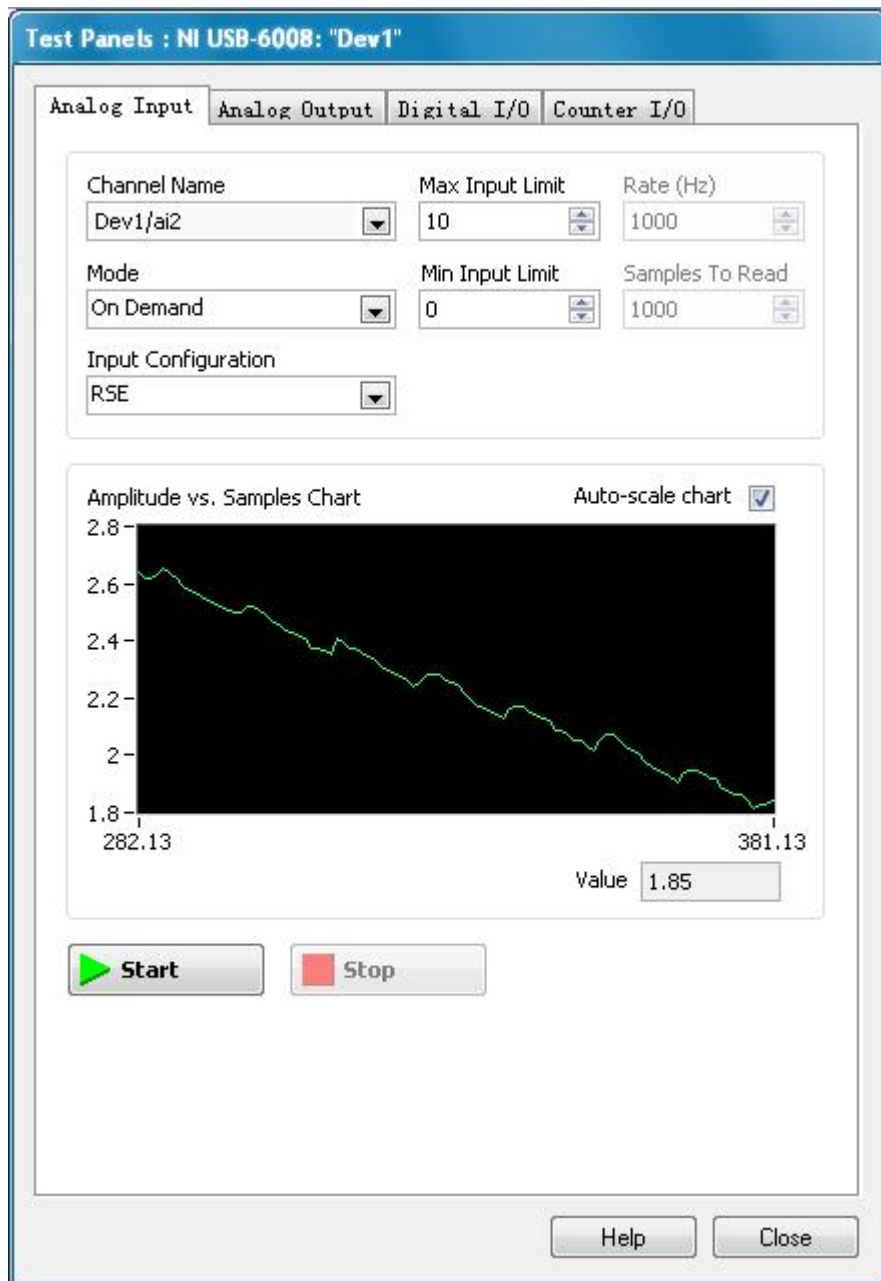 Test Panels : NI USB-6008: "Dev1"
Analog Input Analog Output Digital I/O Counter I/O
Channel Name Max Input Limit Rate (Hz)
Dev1/ai2 10 1000
Mode Min Input Limit Samples To Read
On Demand 0 1000
Input Configuration
RSE
Amplitude vs. Samples Chart Auto-scale chart
2.8
2.6
2.4
2.2
2
1.8
282.13 381.13
Value 1.85
Start Stop
Help Close